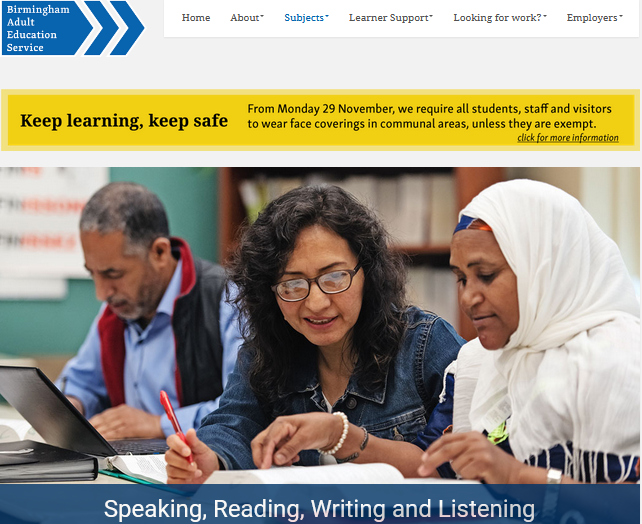 Birmingham
Adult
Education
Service
Home About Subjects Learner Support Looking for work? Employers
Keep learning, keep safe
From Monday 29 November, we require all students, staff and visitors
to wear face coverings in communal areas, unless they are exempt.
click for more information
Speaking, Reading, Writing and Listening